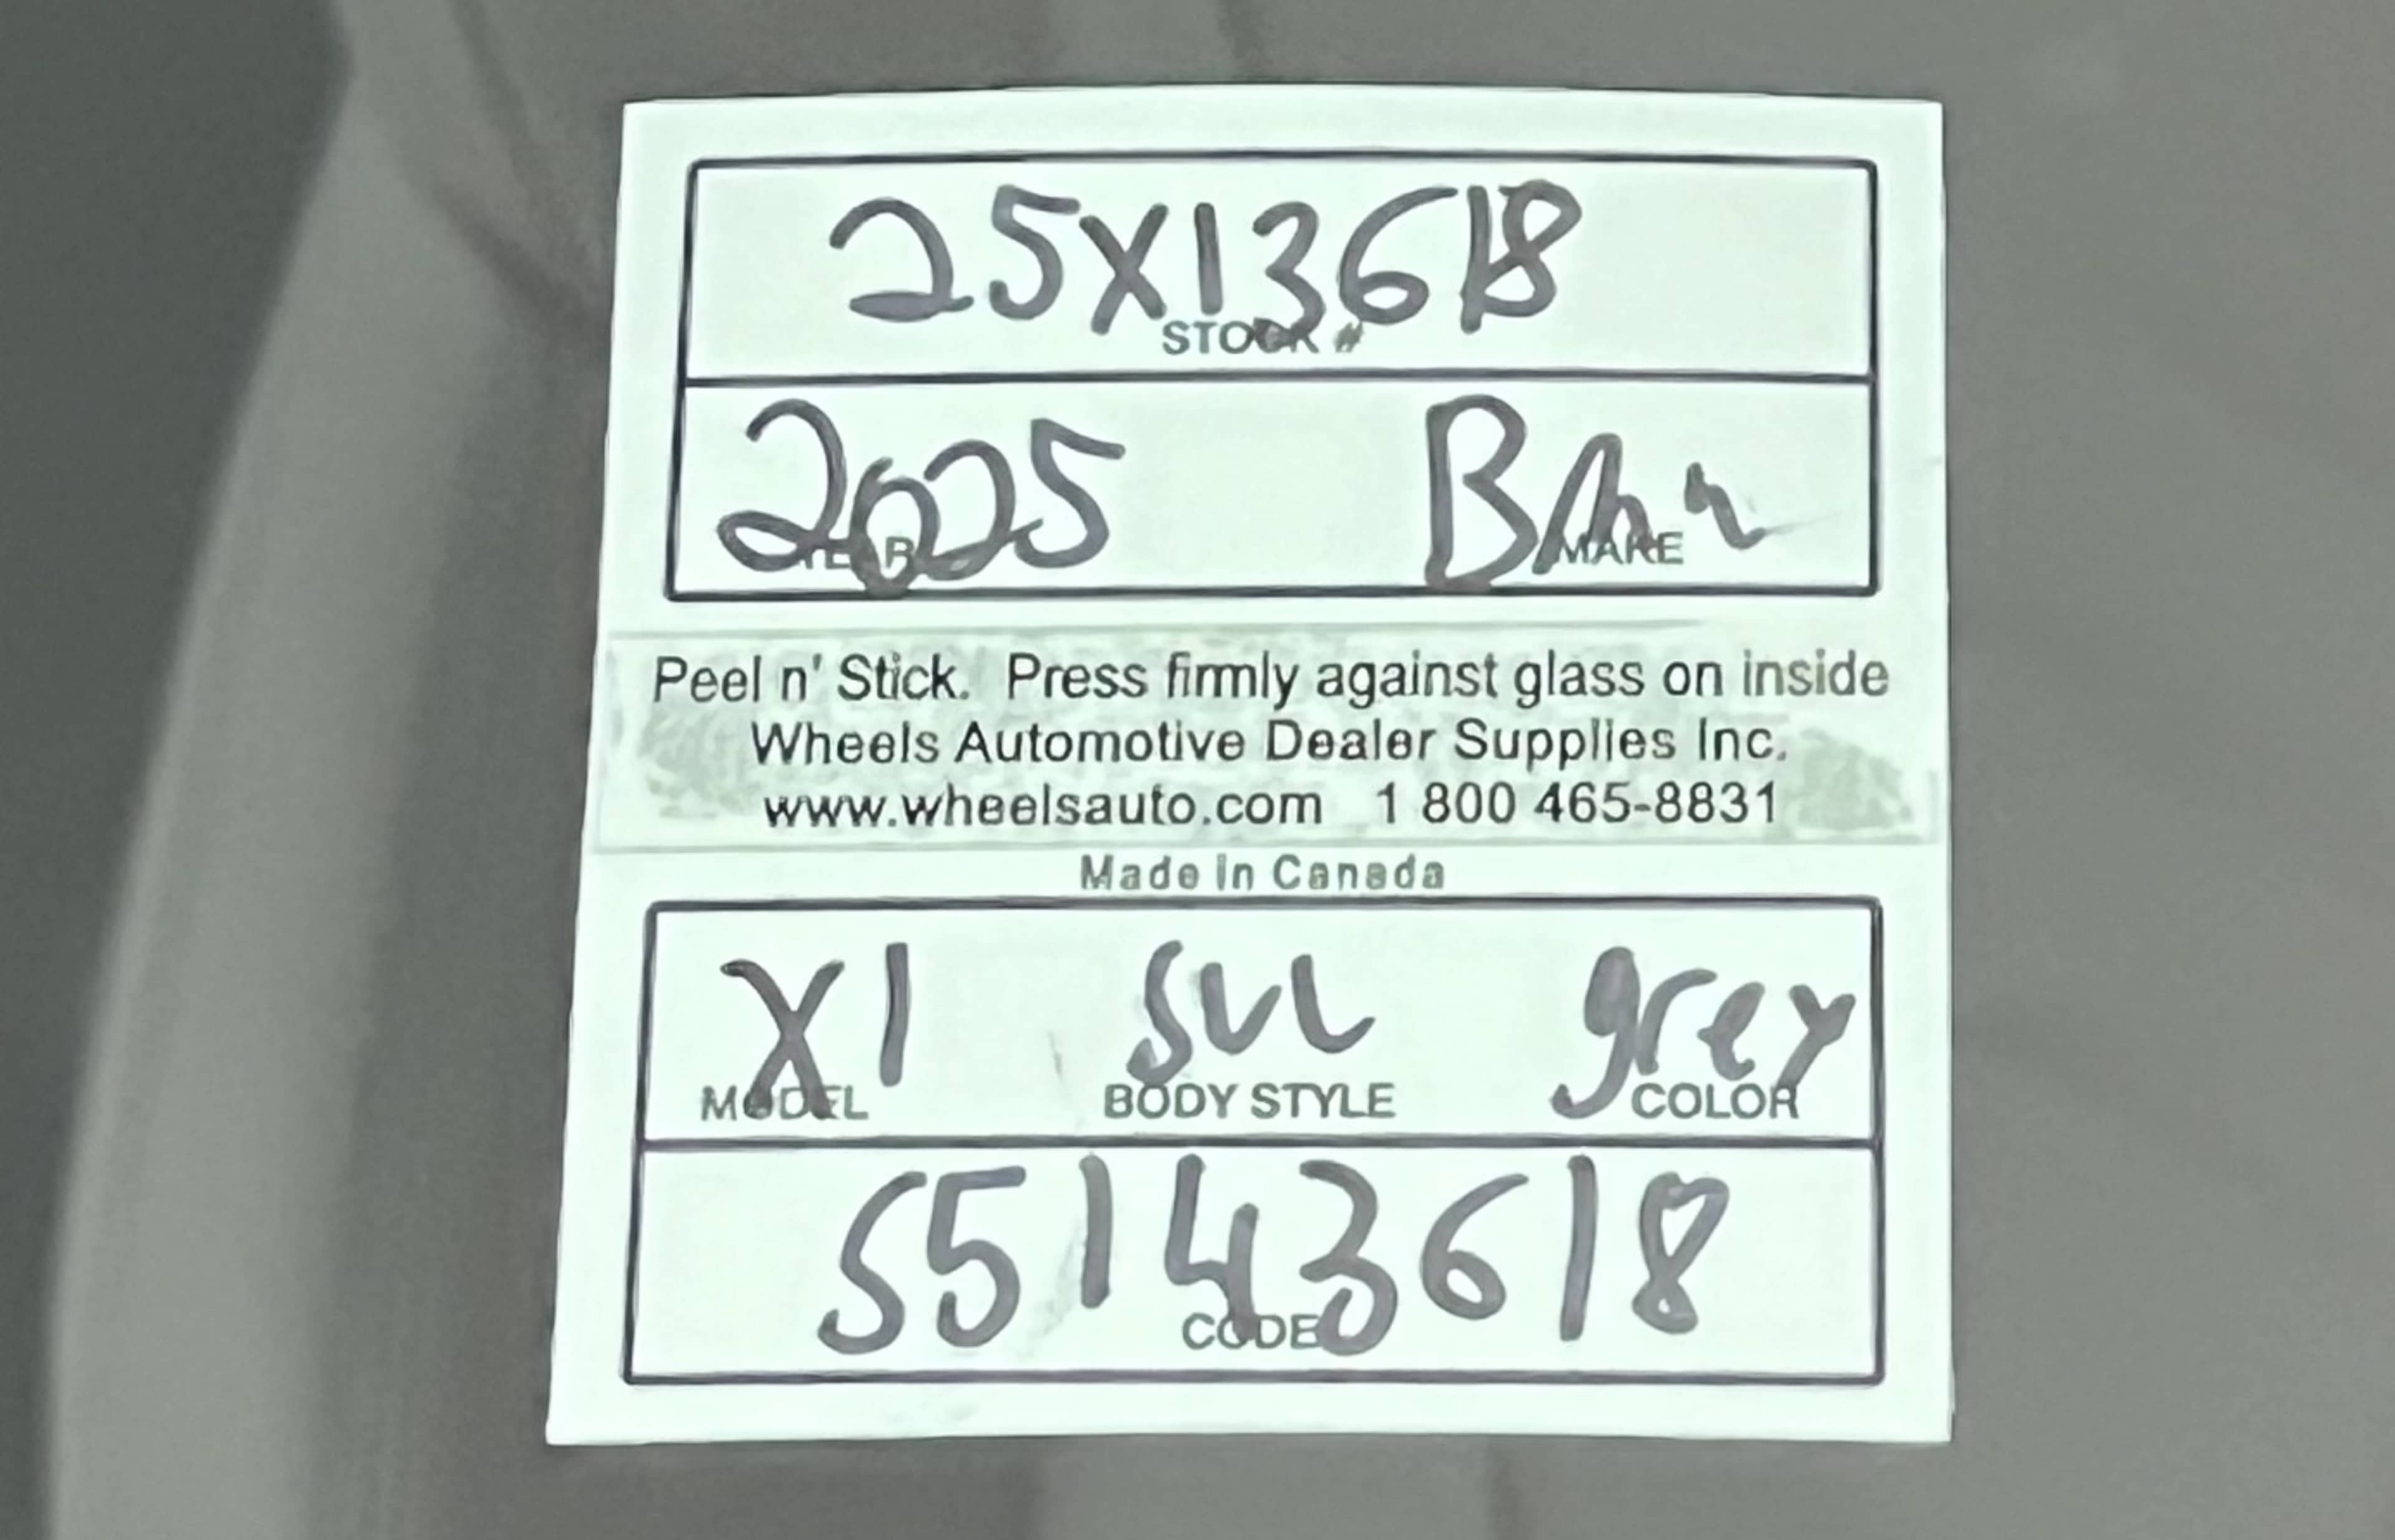 25X13618
STOCK #
2025 BMW
YEAR MAKE
Peel n' Stick. Press firmly against glass on inside
Wheels Automotive Dealer Supplies Inc.
www.wheelsauto.com 1 800 465-8831
Made in Canada
X1 SUV grey
MODEL BODY STYLE COLOR
55143618
CODE